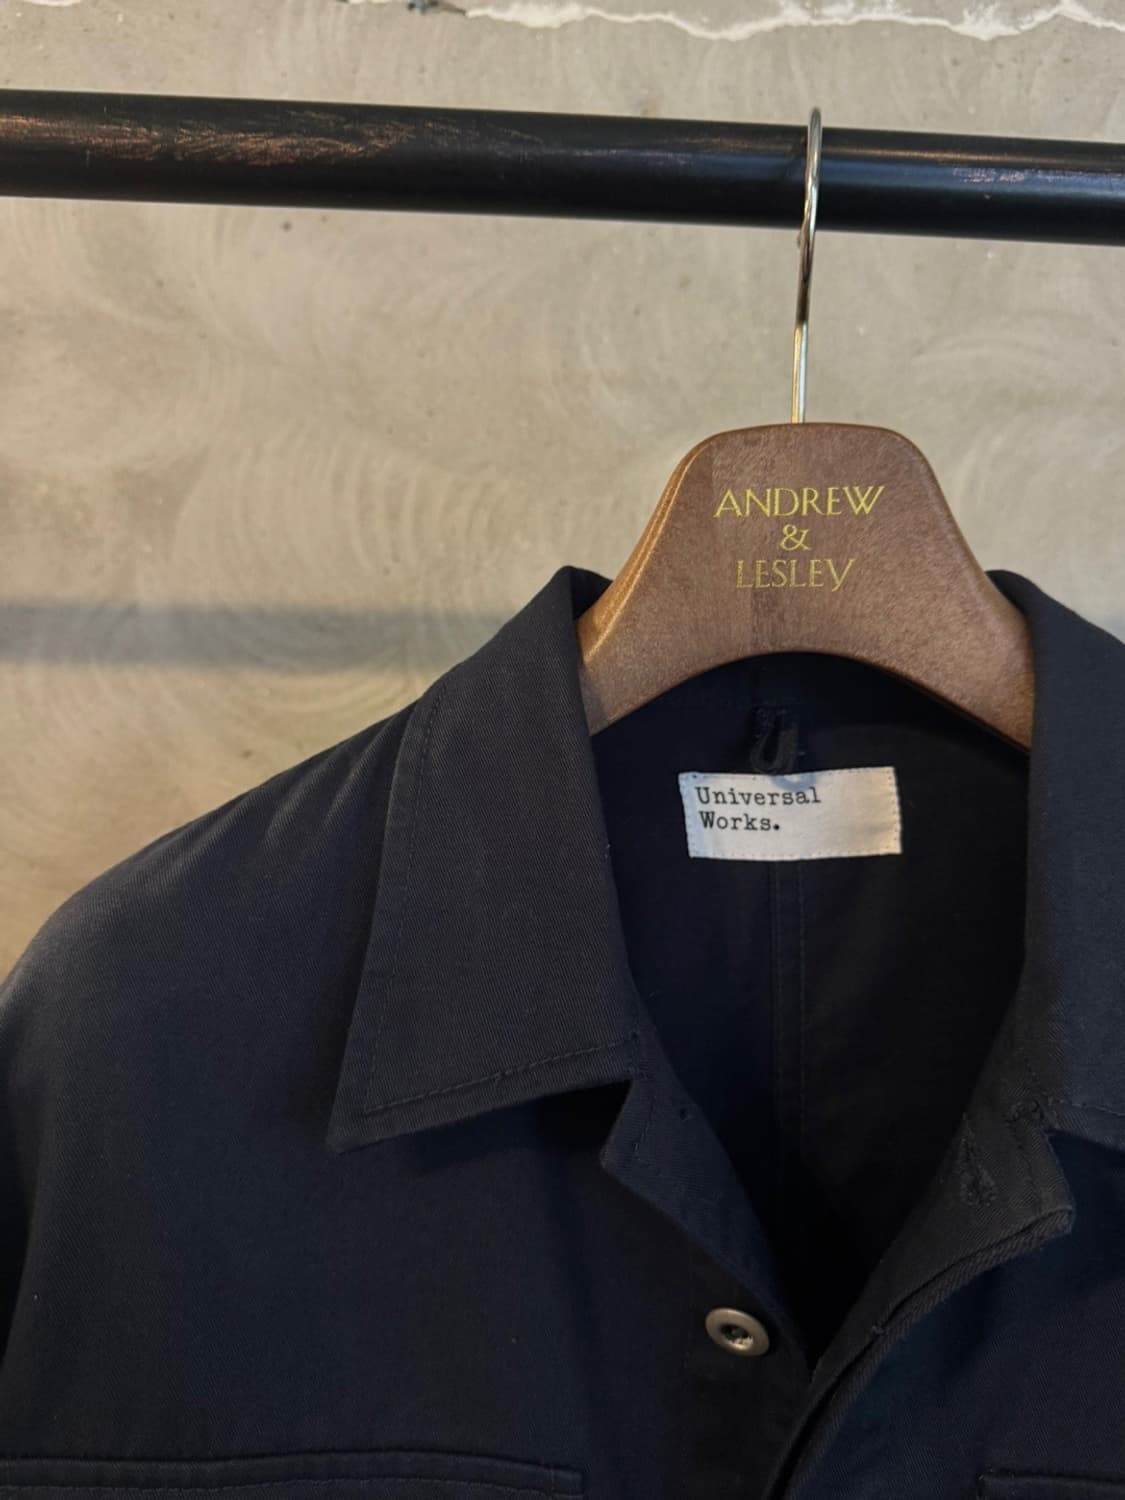 ANDREW
&
LESLEY
Universal
Works.